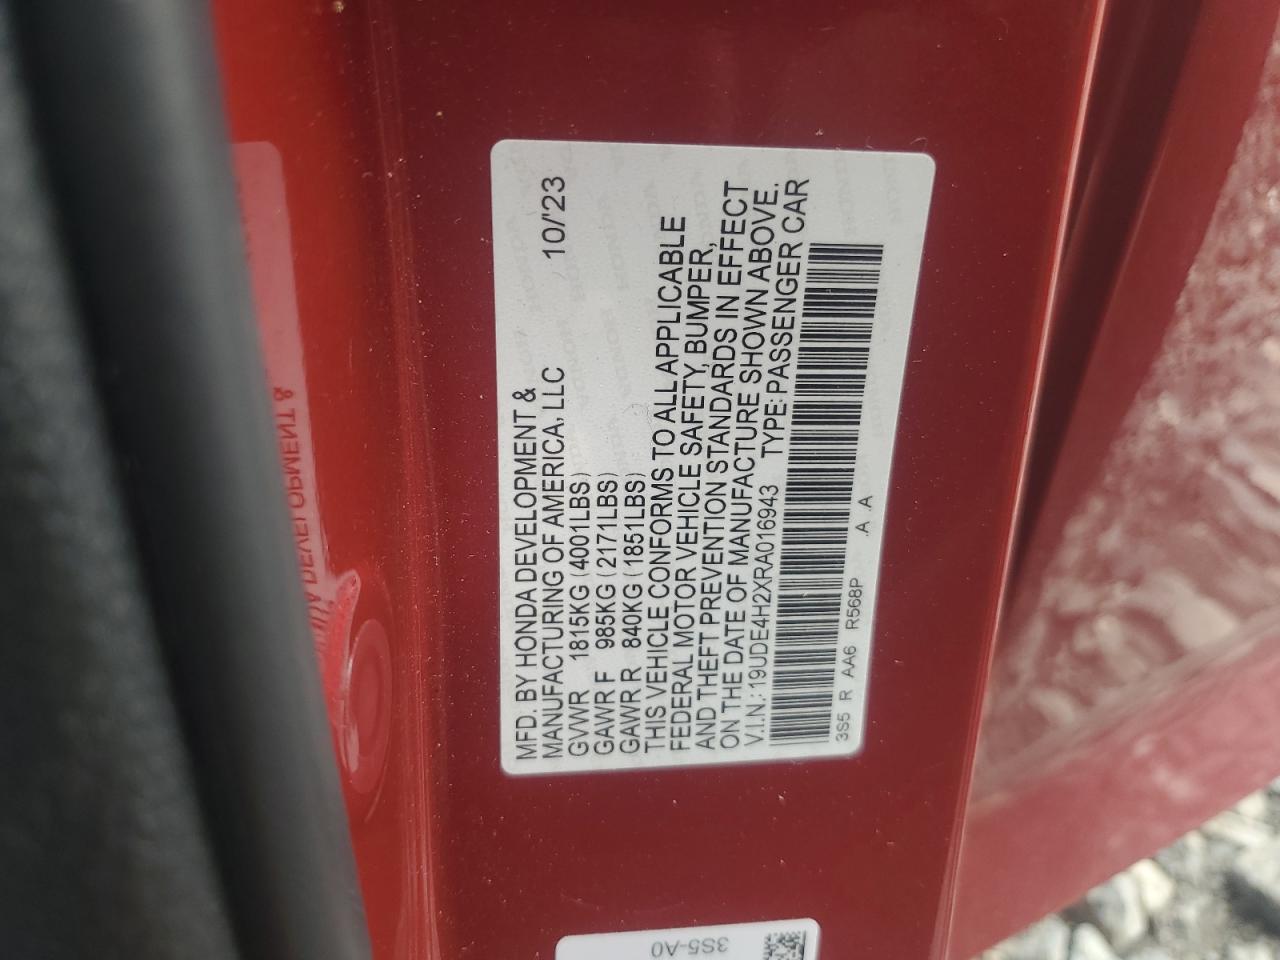 MFD. BY HONDA DEVELOPMENT &
MANUFACTURING OF AMERICA, LLC 10/'23
GVWR 1815KG (4001LBS)
GAWR F 985KG (2171LBS)
GAWR R 840KG (1851LBS)
THIS VEHICLE CONFORMS TO ALL APPLICABLE
FEDERAL MOTOR VEHICLE SAFETY, BUMPER,
AND THEFT PREVENTION STANDARDS IN EFFECT
ON THE DATE OF MANUFACTURE SHOWN ABOVE.
V.I.N.: 19UDE4H2XRA016943 TYPE: PASSENGER CAR
3S5 R AA6 R568P .A .A
3S5-A0